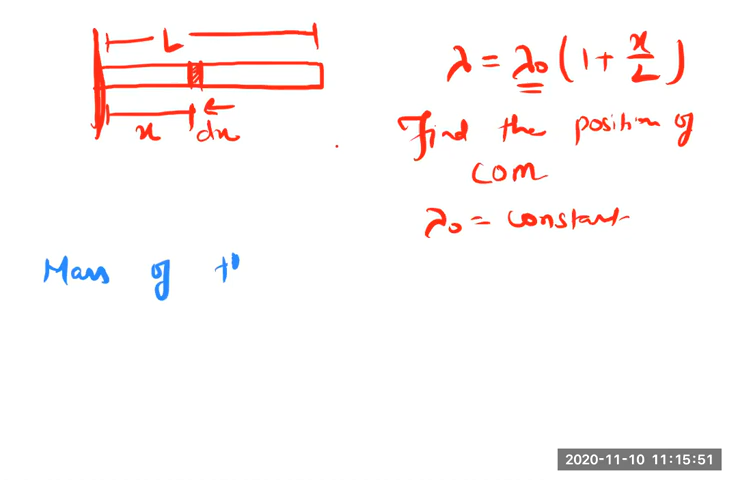 L
x dx
λ = λ₀ (1 + x/L)
Find the position of
COM
λ₀ = constant
Mass of
2020-11-10 11:15:51